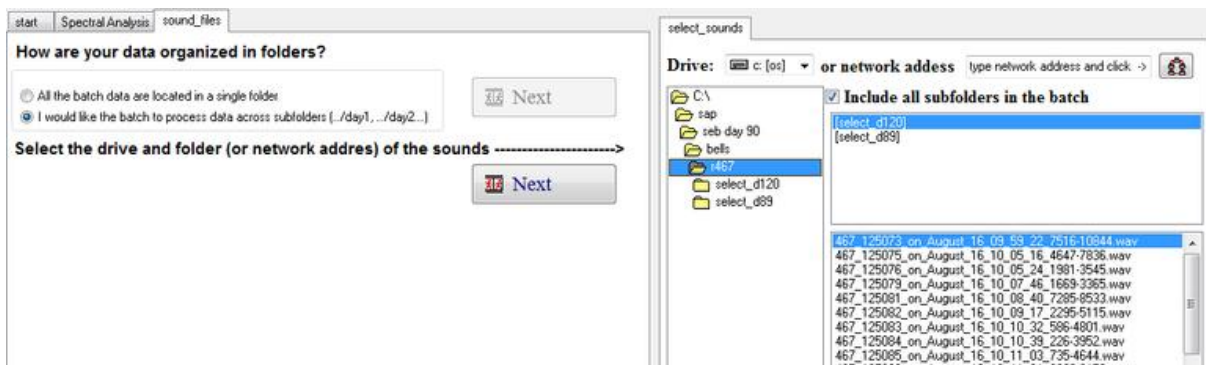 start Spectral Analysis sound_files
How are your data organized in folders?
All the batch data are located in a single folder
I would like the batch to process data across subfolders (../day1, ../day2...)
Next
Select the drive and folder (or network addres) of the sounds ---------------------->
Next
select_sounds
Drive: c: [os] or network addess type network address and click ->
C:\
sap
seb day 90
bells
r467
select_d120
select_d89
Include all subfolders in the batch
[select_d120]
[select_d89]
467_125073_on_August_16_09_59_22_7516-10844.wav
467_125075_on_August_16_10_05_16_4647-7836.wav
467_125076_on_August_16_10_05_24_1981-3545.wav
467_125079_on_August_16_10_07_46_1669-3365.wav
467_125081_on_August_16_10_08_40_7285-8533.wav
467_125082_on_August_16_10_09_17_2295-5115.wav
467_125083_on_August_16_10_10_32_586-4801.wav
467_125084_on_August_16_10_10_39_226-3952.wav
467_125085_on_August_16_10_11_03_735-4644.wav